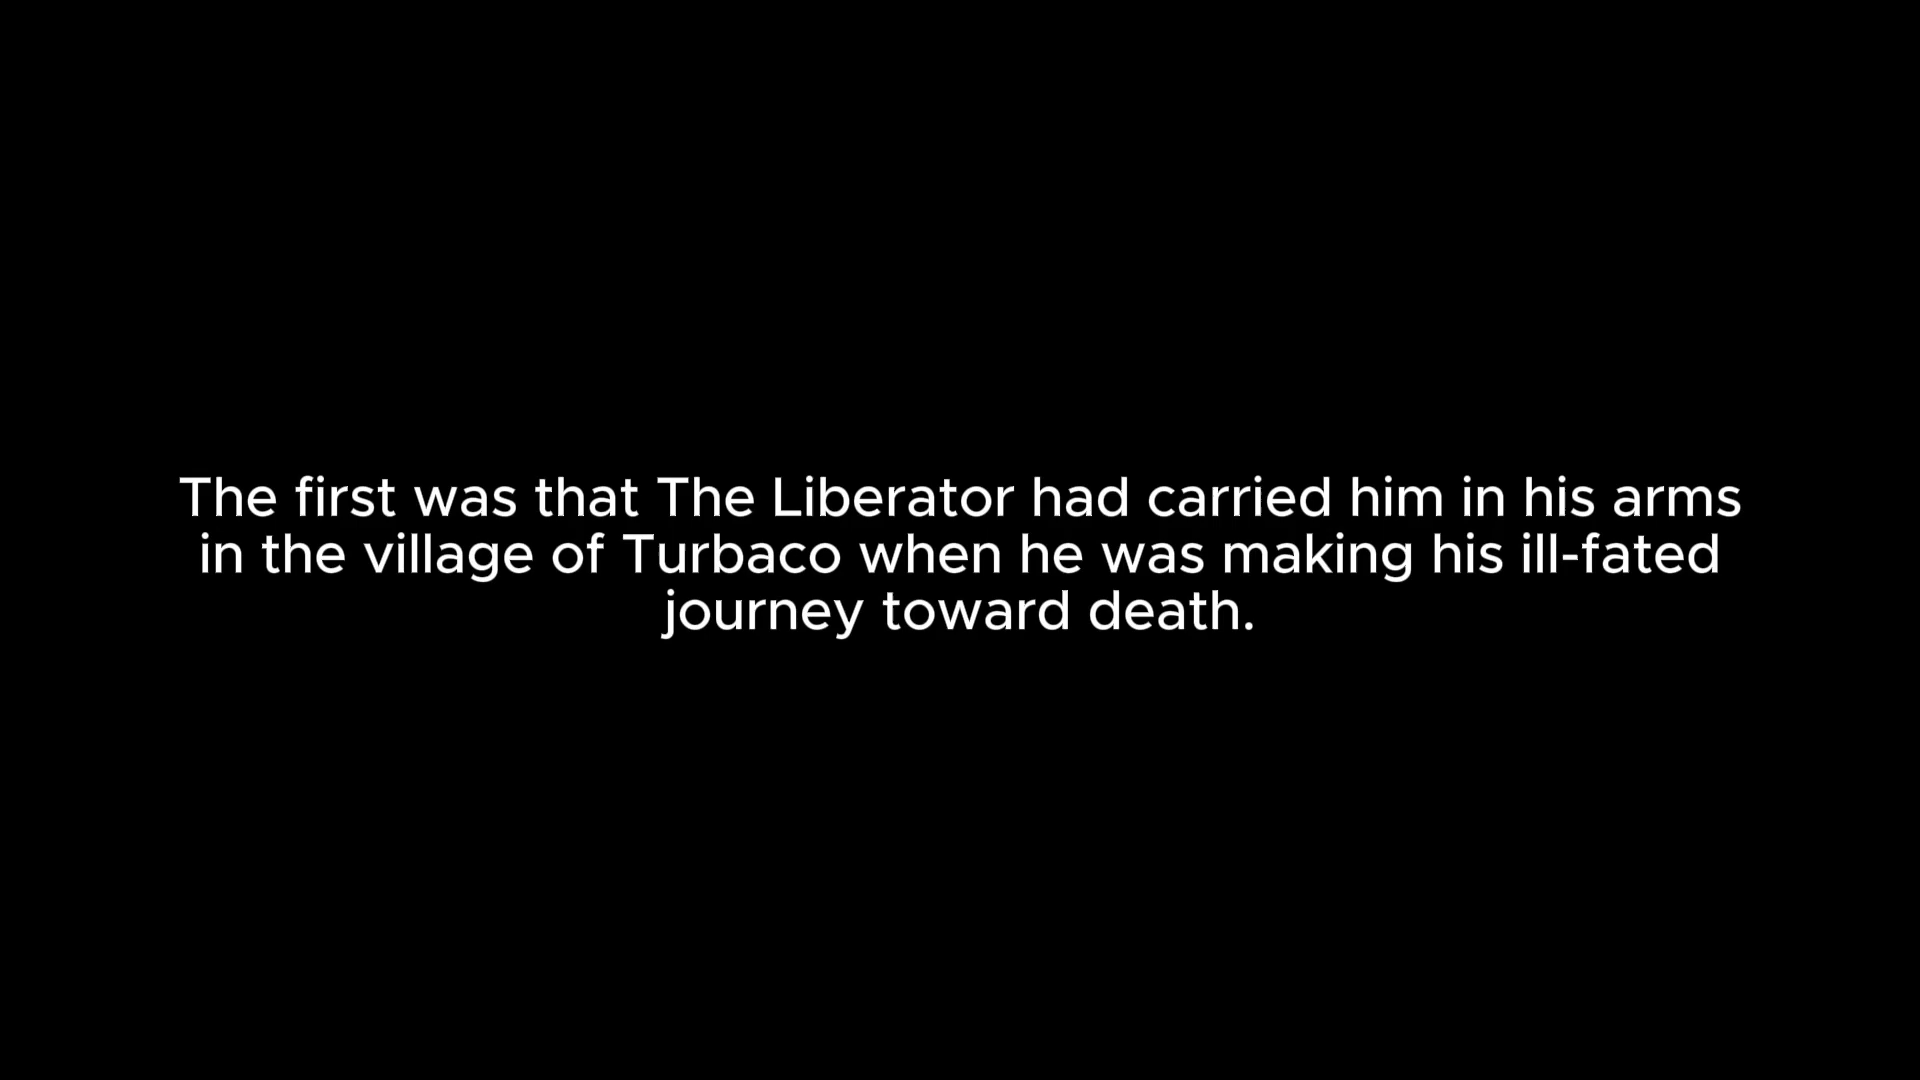 The first was that The Liberator had carried him in his arms
in the village of Turbaco when he was making his ill-fated
journey toward death.